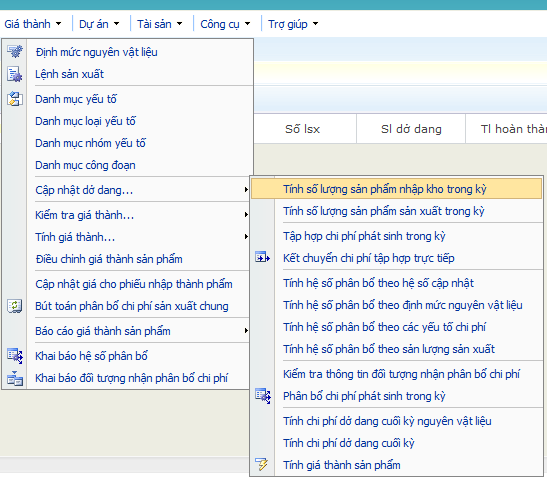 Giá thành
Dự án
Tài sản
Công cụ
Trợ giúp
Định mức nguyên vật liệu
Lệnh sản xuất
Danh mục yếu tố
Danh mục loại yếu tố
Danh mục nhóm yếu tố
Danh mục công đoạn
Cập nhật dở dang...
Kiểm tra giá thành...
Tính giá thành...
Điều chỉnh giá thành sản phẩm
Cập nhật giá cho phiếu nhập thành phẩm
Bút toán phân bổ chi phí sản xuất chung
Báo cáo giá thành sản phẩm
Khai báo hệ số phân bổ
Khai báo đối tượng nhận phân bổ chi phí
Số lsx
Sl dở dang
Tl hoàn thàn
Tính số lượng sản phẩm nhập kho trong kỳ
Tính số lượng sản phẩm sản xuất trong kỳ
Tập hợp chi phí phát sinh trong kỳ
Kết chuyển chi phí tập hợp trực tiếp
Tính hệ số phân bổ theo hệ số cập nhật
Tính hệ số phân bổ theo định mức nguyên vật liệu
Tính hệ số phân bổ theo các yếu tố chi phí
Tính hệ số phân bổ theo sản lượng sản xuất
Kiểm tra thông tin đối tượng nhận phân bổ chi phí
Phân bổ chi phí phát sinh trong kỳ
Tính chi phí dở dang cuối kỳ nguyên vật liệu
Tính chi phí dở dang cuối kỳ
Tính giá thành sản phẩm